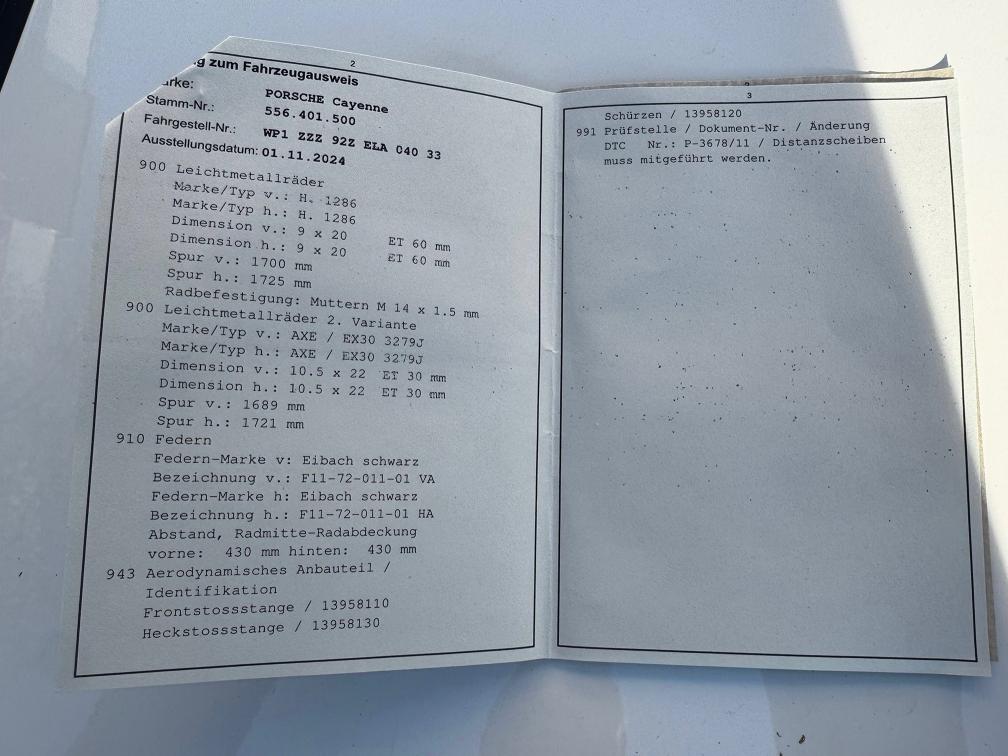 2
g zum Fahrzeugausweis
arke: PORSCHE Cayenne
Stamm-Nr.: 556.401.500
Fahrgestell-Nr.: WP1 ZZZ 92Z ELA 040 33
Ausstellungsdatum: 01.11.2024
900 Leichtmetallräder
Marke/Typ v.: H. 1286
Marke/Typ h.: H. 1286
Dimension v.: 9 x 20 ET 60 mm
Dimension h.: 9 x 20 ET 60 mm
Spur v.: 1700 mm
Spur h.: 1725 mm
Radbefestigung: Muttern M 14 x 1.5 mm
900 Leichtmetallräder 2. Variante
Marke/Typ v.: AXE / EX30 3279J
Marke/Typ h.: AXE / EX30 3279J
Dimension v.: 10.5 x 22 ET 30 mm
Dimension h.: 10.5 x 22 ET 30 mm
Spur v.: 1689 mm
Spur h.: 1721 mm
910 Federn
Federn-Marke v: Eibach schwarz
Bezeichnung v.: F11-72-011-01 VA
Federn-Marke h: Eibach schwarz
Bezeichnung h.: F11-72-011-01 HA
Abstand, Radmitte-Radabdeckung
vorne: 430 mm hinten: 430 mm
943 Aerodynamisches Anbauteil /
Identifikation
Frontstossstange / 13958110
Heckstossstange / 13958130
3
Schürzen / 13958120
991 Prüfstelle / Dokument-Nr. / Änderung
DTC Nr.: P-3678/11 / Distanzscheiben
muss mitgeführt werden.